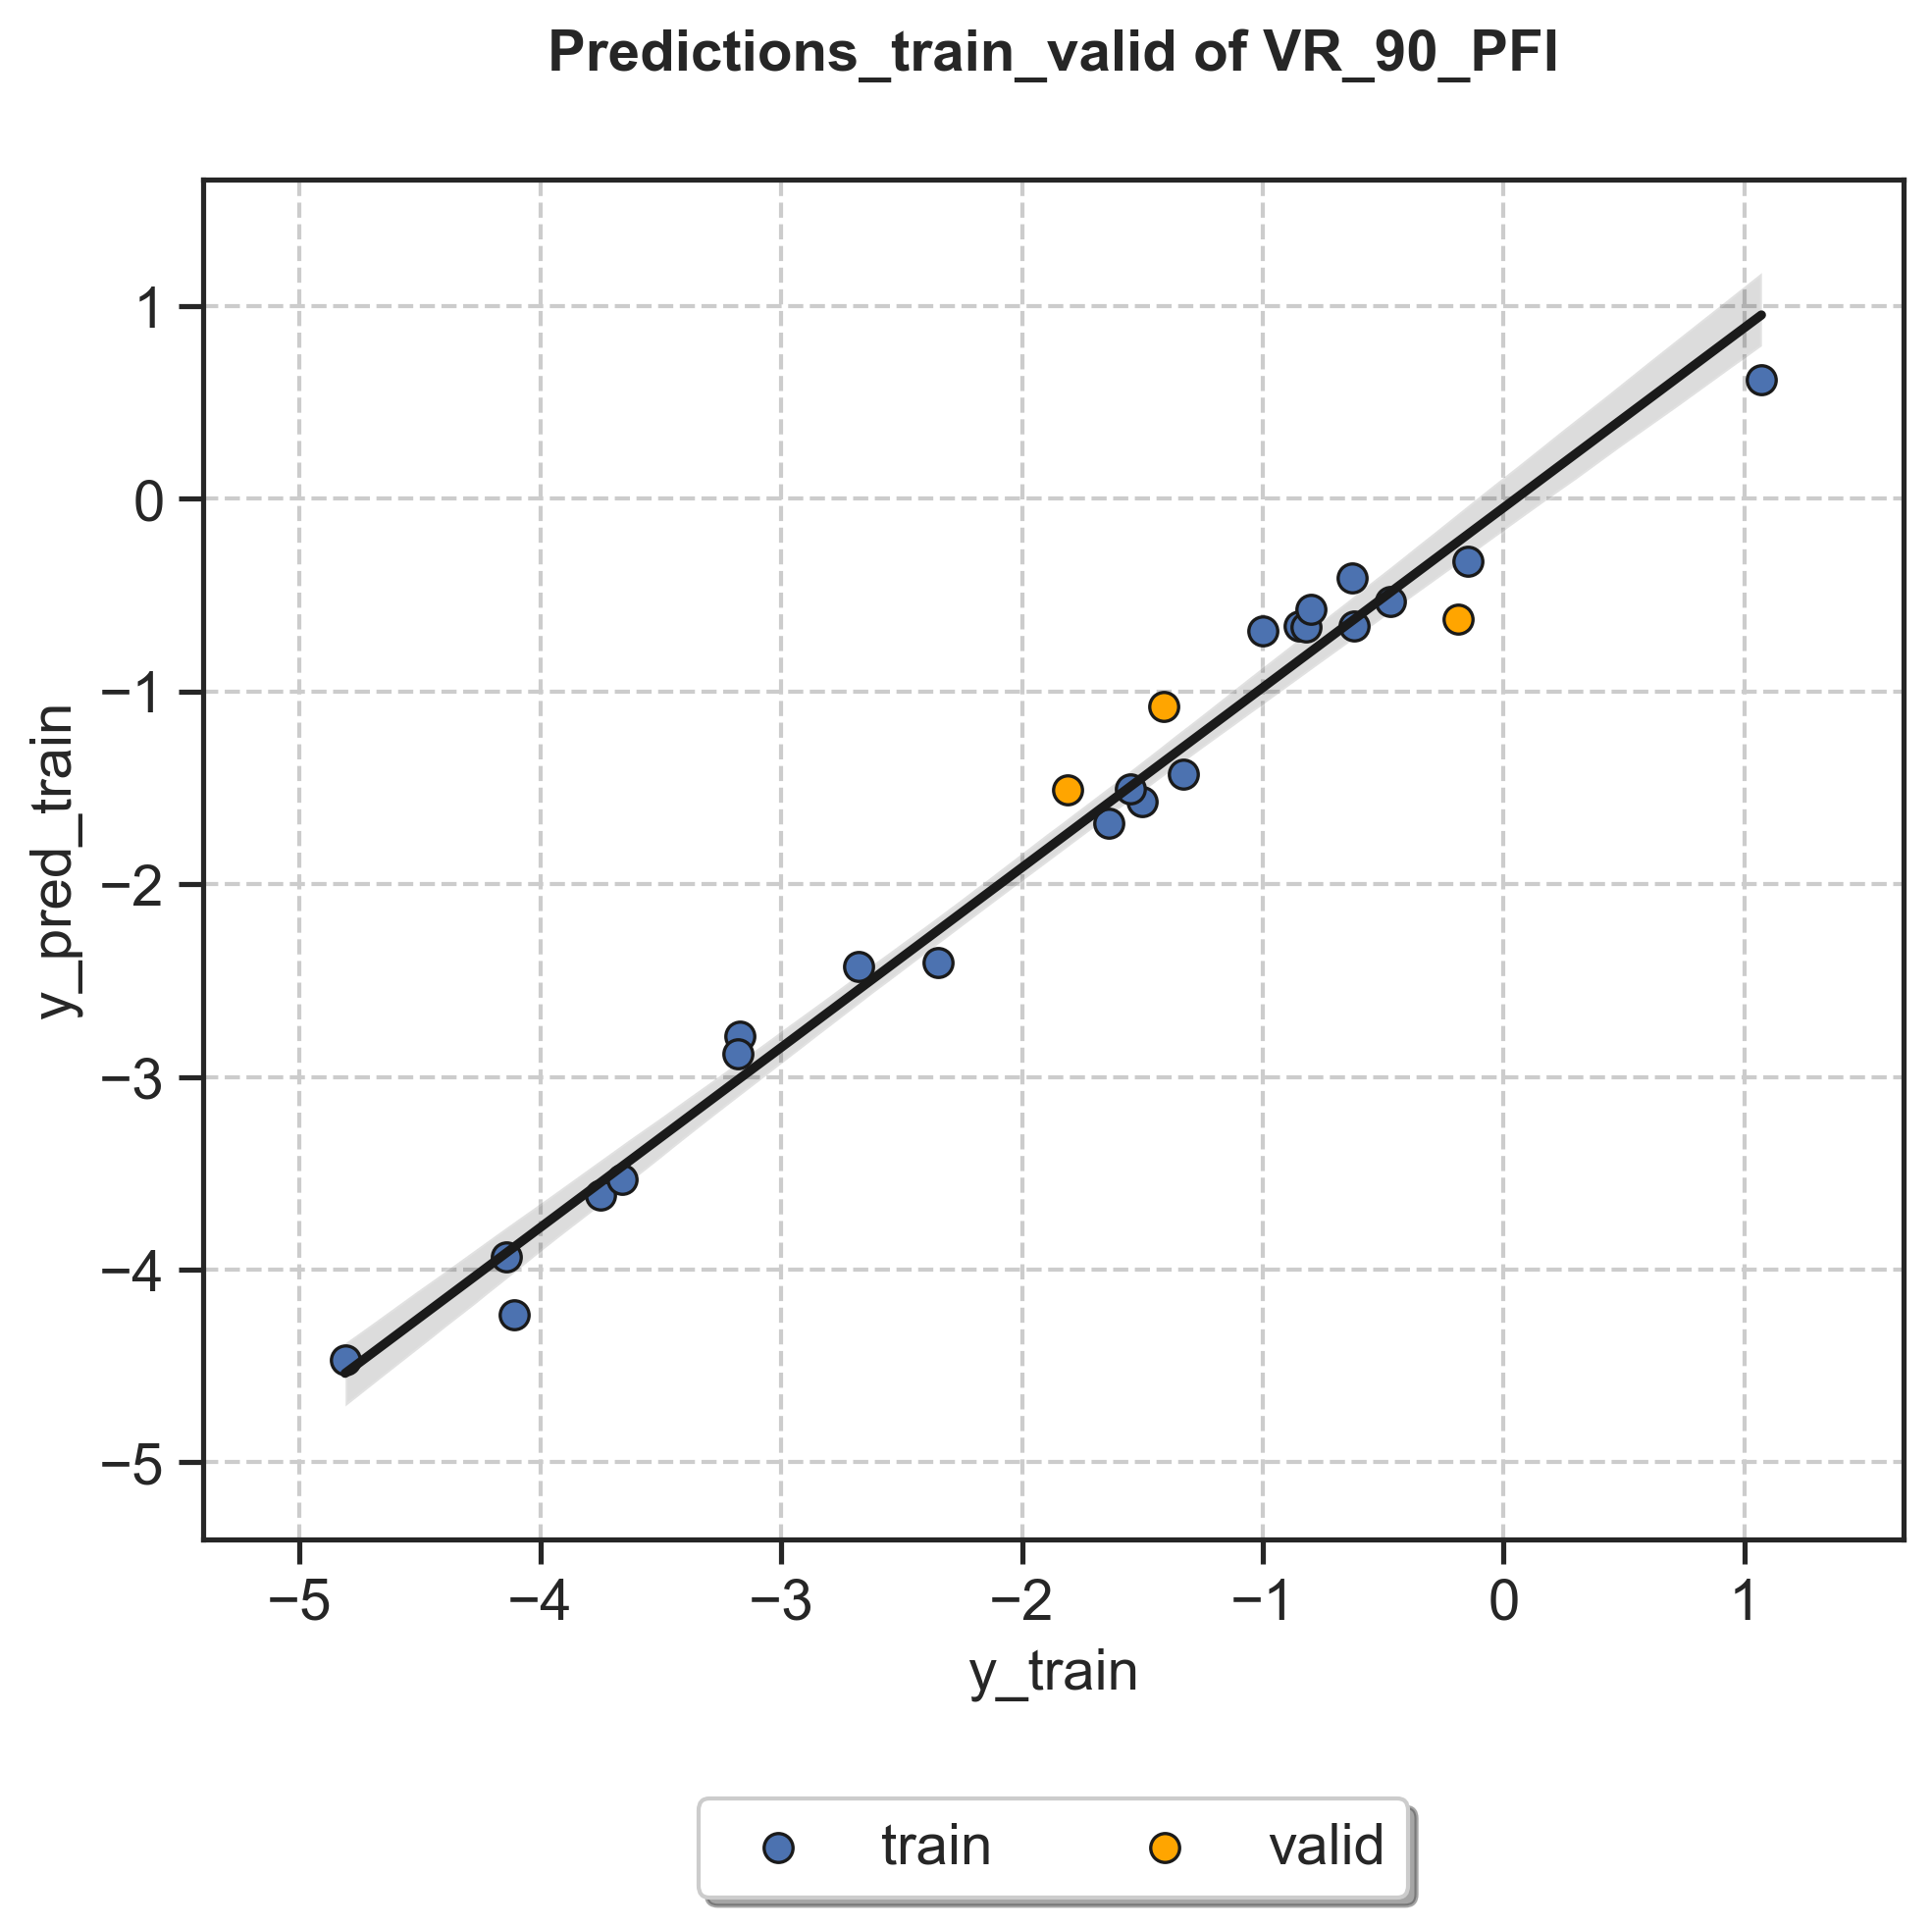 Predictions_train_valid of VR_90_PFI
1
0
−1
−2
−3
−4
−5
y_pred_train
−5 −4 −3 −2 −1 0 1
y_train
train valid